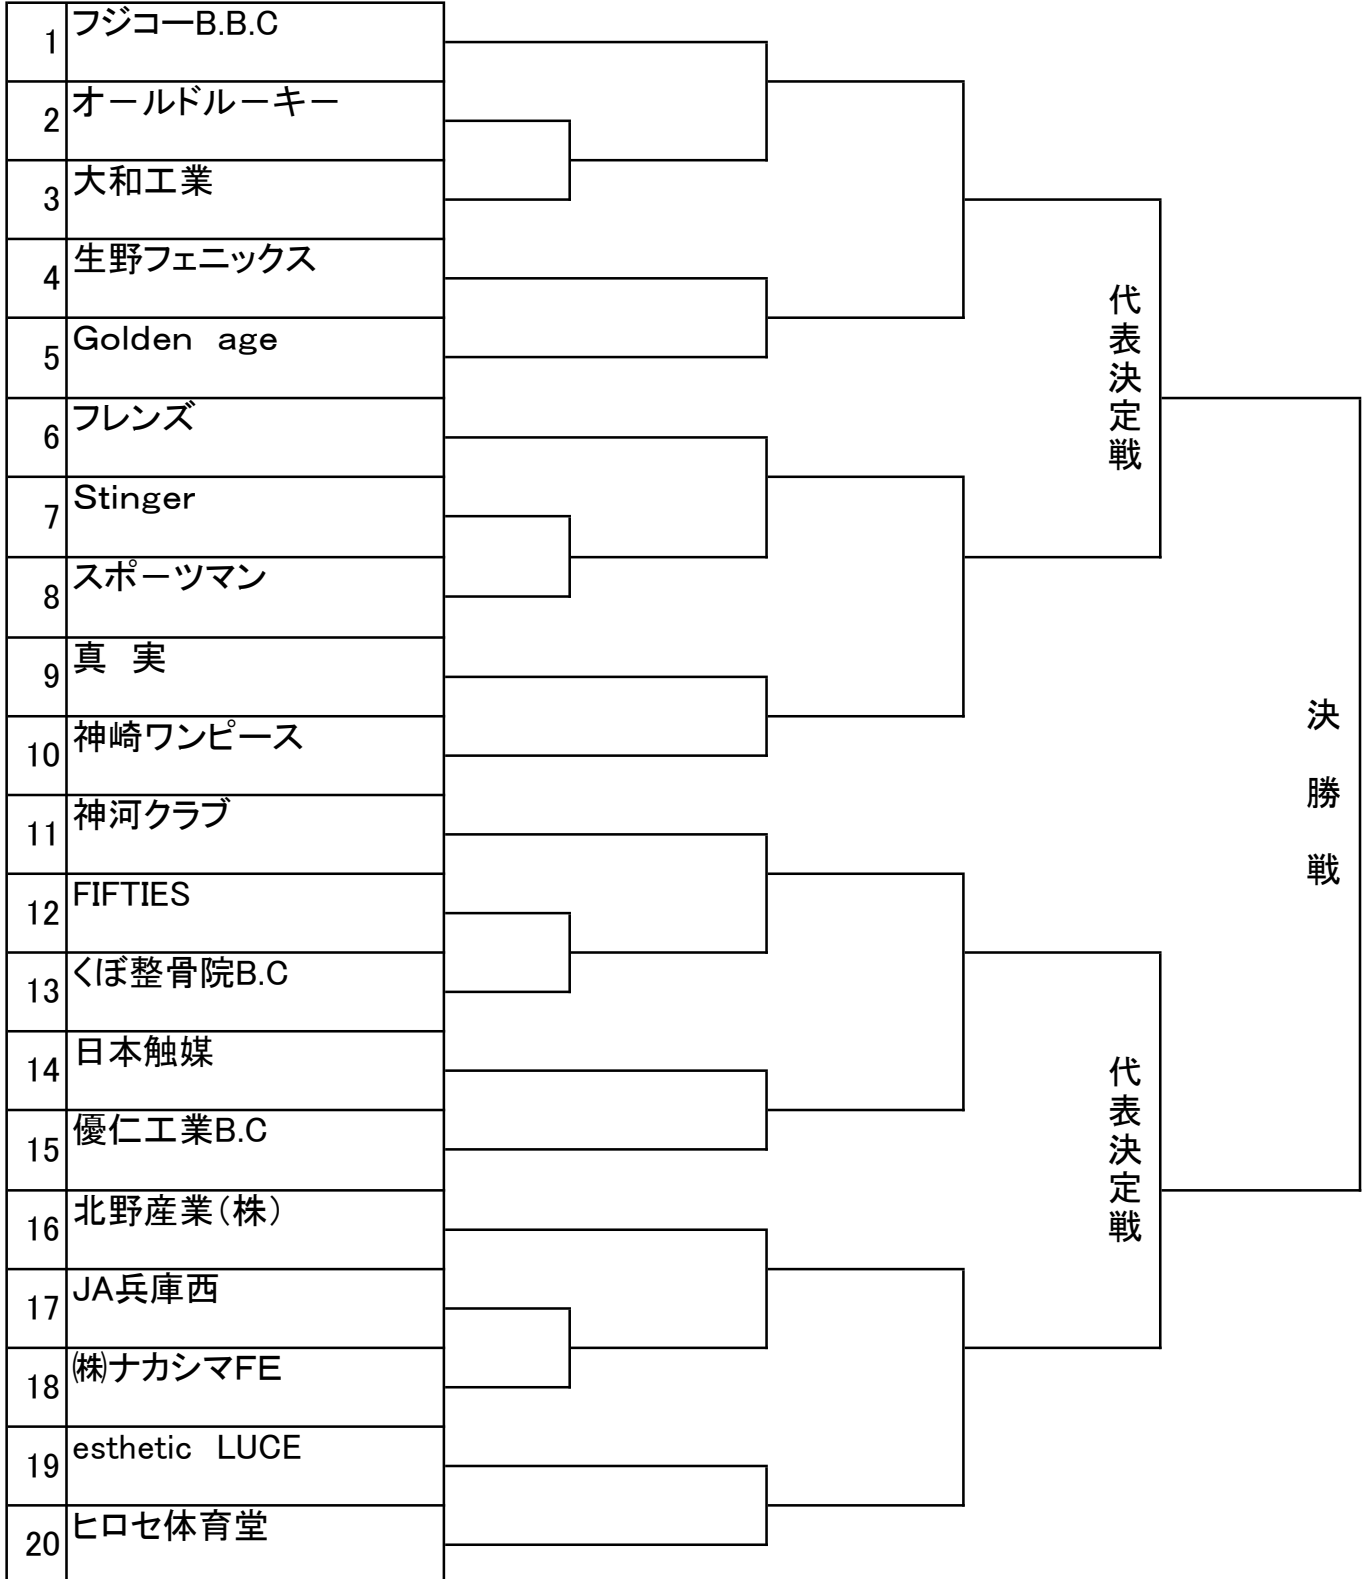 1 フジコーB.B.C
2 オールドルーキー
3 大和工業
4 生野フェニックス
5 Golden　age
6 フレンズ
7 Stinger
8 スポーツマン
9 真　実
10 神崎ワンピース
11 神河クラブ
12 FIFTIES
13 くぼ整骨院B.C
14 日本触媒
15 優仁工業B.C
16 北野産業（株）
17 JA兵庫西
18 ㈱ナカシマFE
19 esthetic　LUCE
20 ヒロセ体育堂
代表決定戦
代表決定戦
決勝戦